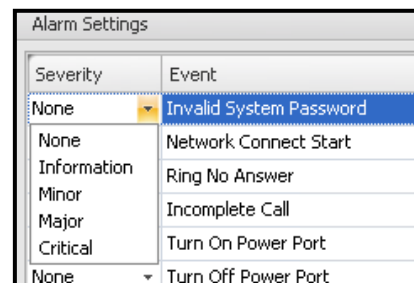 Alarm Settings
Severity Event
None Invalid System Password
None Network Connect Start
Information Ring No Answer
Minor
Major Incomplete Call
Critical Turn On Power Port
None Turn Off Power Port